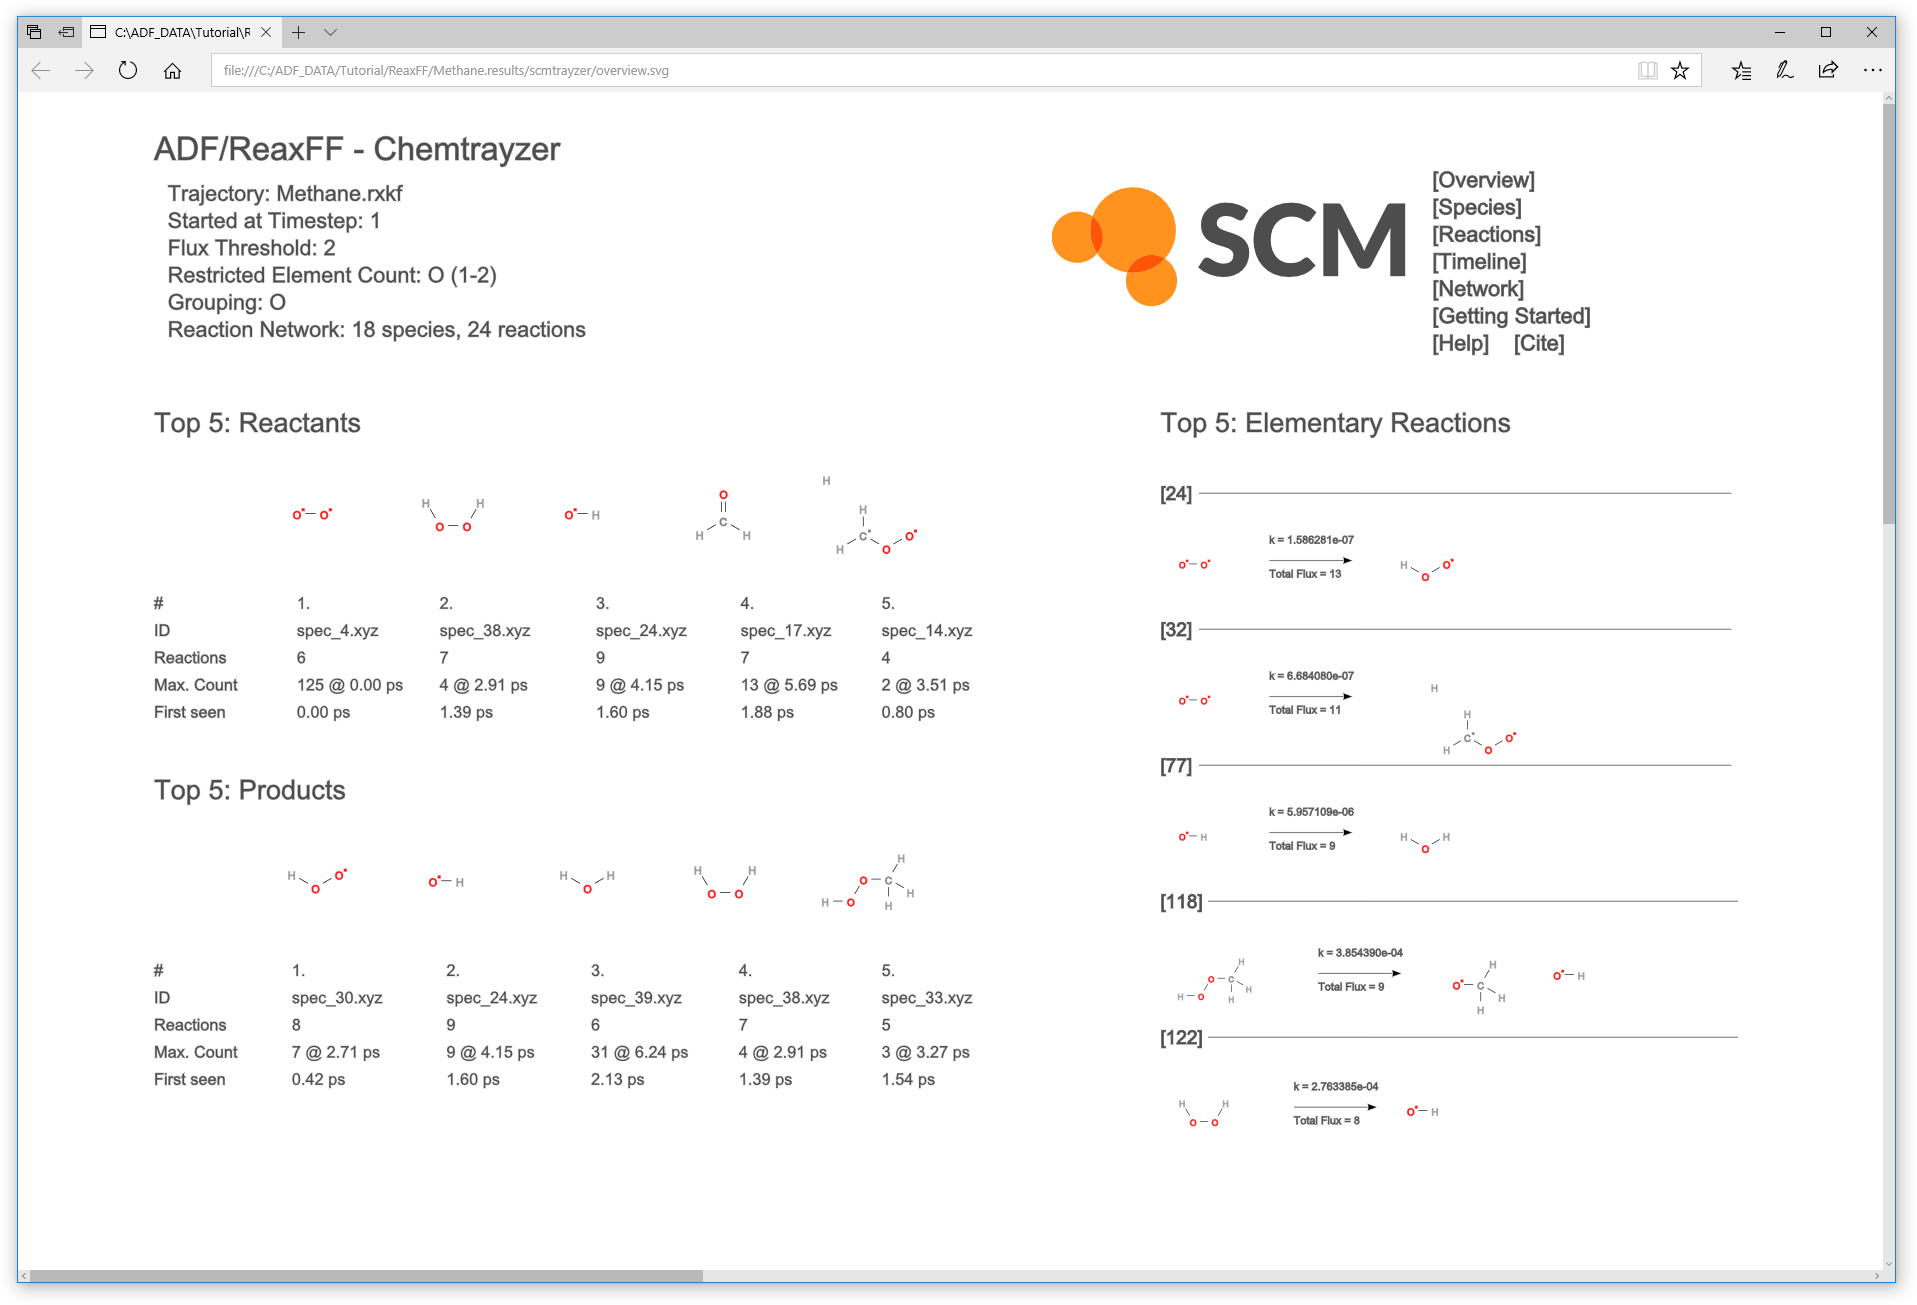 C:\ADF_DATA\Tutorial\R
file:///C:/ADF_DATA/Tutorial/ReaxFF/Methane.results/scmtrayzer/overview.svg
ADF/ReaxFF - Chemtrayzer
Trajectory: Methane.rxkf
Started at Timestep: 1
Flux Threshold: 2
Restricted Element Count: O (1-2)
Grouping: O
Reaction Network: 18 species, 24 reactions
SCM
[Overview]
[Species]
[Reactions]
[Timeline]
[Network]
[Getting Started]
[Help] [Cite]
Top 5: Reactants
H
O
H H H
O O O H C O
O O H H C
H O
# 1. 2. 3. 4. 5.
ID spec_4.xyz spec_38.xyz spec_24.xyz spec_17.xyz spec_14.xyz
Reactions 6 7 9 7 4
Max. Count 125 @ 0.00 ps 4 @ 2.91 ps 9 @ 4.15 ps 13 @ 5.69 ps 2 @ 3.51 ps
First seen 0.00 ps 1.39 ps 1.60 ps 1.88 ps 0.80 ps
Top 5: Products
H
H O H H H H O C
O O H O O O H
H O H
# 1. 2. 3. 4. 5.
ID spec_30.xyz spec_24.xyz spec_39.xyz spec_38.xyz spec_33.xyz
Reactions 8 9 6 7 5
Max. Count 7 @ 2.71 ps 9 @ 4.15 ps 31 @ 6.24 ps 4 @ 2.91 ps 3 @ 3.27 ps
First seen 0.42 ps 1.60 ps 2.13 ps 1.39 ps 1.54 ps
Top 5: Elementary Reactions
[24]
k = 1.586281e-07
O O H O
Total Flux = 13 O
[32]
k = 6.684080e-07
H
O O
Total Flux = 11 H
C O
H O
[77]
k = 5.957109e-06
O H H H
Total Flux = 9 O
[118]
k = 3.854390e-04
H H
O C O C O H
Total Flux = 9
H O H H H
H
[122]
k = 2.763385e-04
H H O H
O O Total Flux = 8